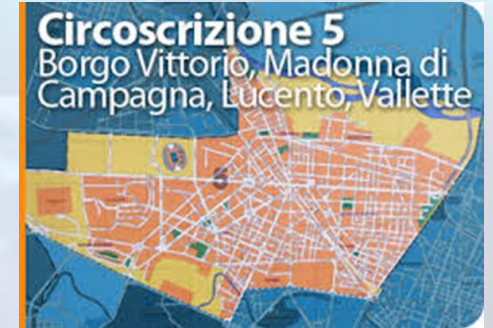 Circoscrizione 5
Borgo Vittorio, Madonna di
Campagna, Lucento, Vallette